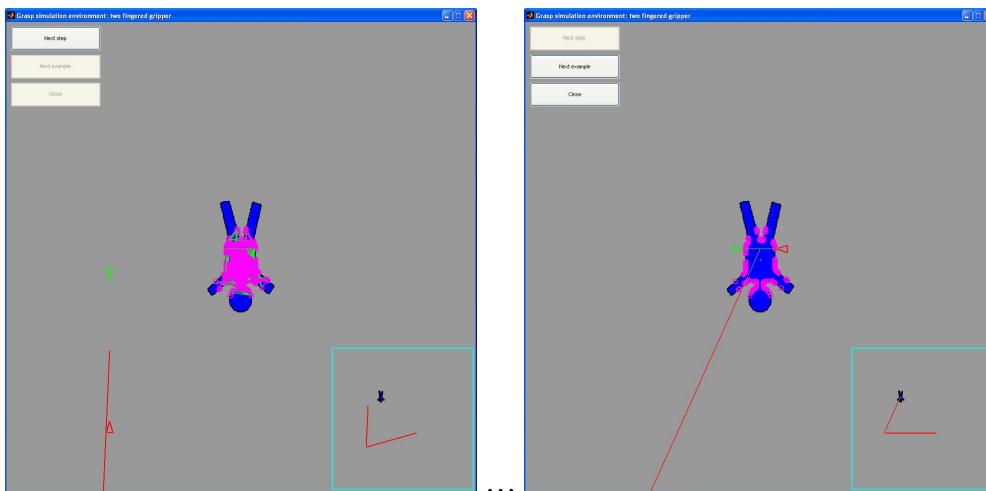 Grasp simulation environment: two fingered gripper
Next step
Next example
Close
...
Grasp simulation environment: two fingered gripper
Next step
Next example
Close